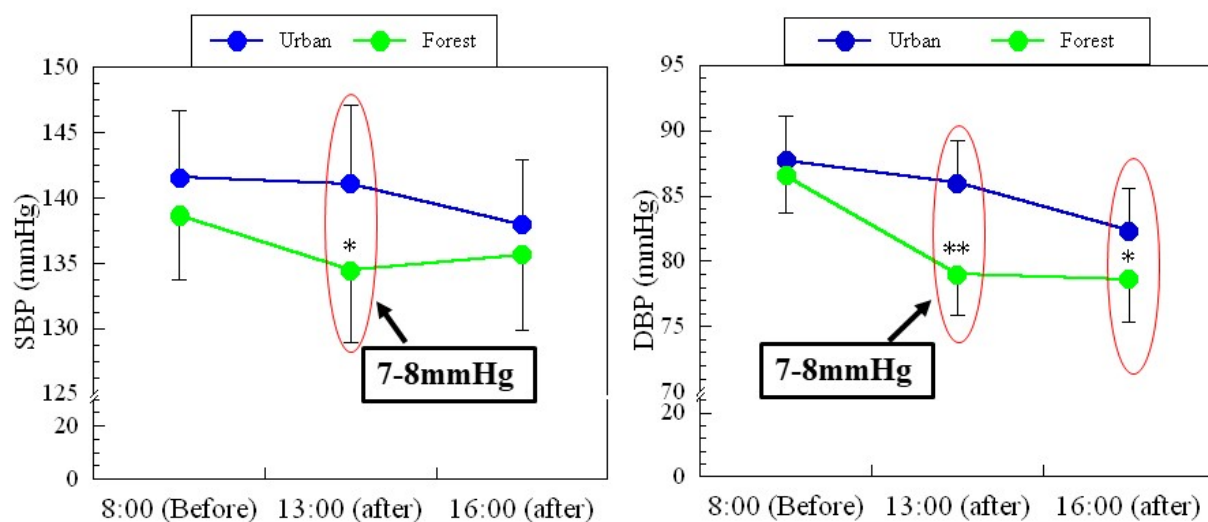 Urban Forest
150
145
140
135
130
125
20
0
SBP (mmHg)
*
7-8mmHg
8:00 (Before) 13:00 (after) 16:00 (after)
Urban Forest
95
90
85
80
75
70
20
0
DBP (mmHg)
**
*
7-8mmHg
8:00 (Before) 13:00 (after) 16:00 (after)